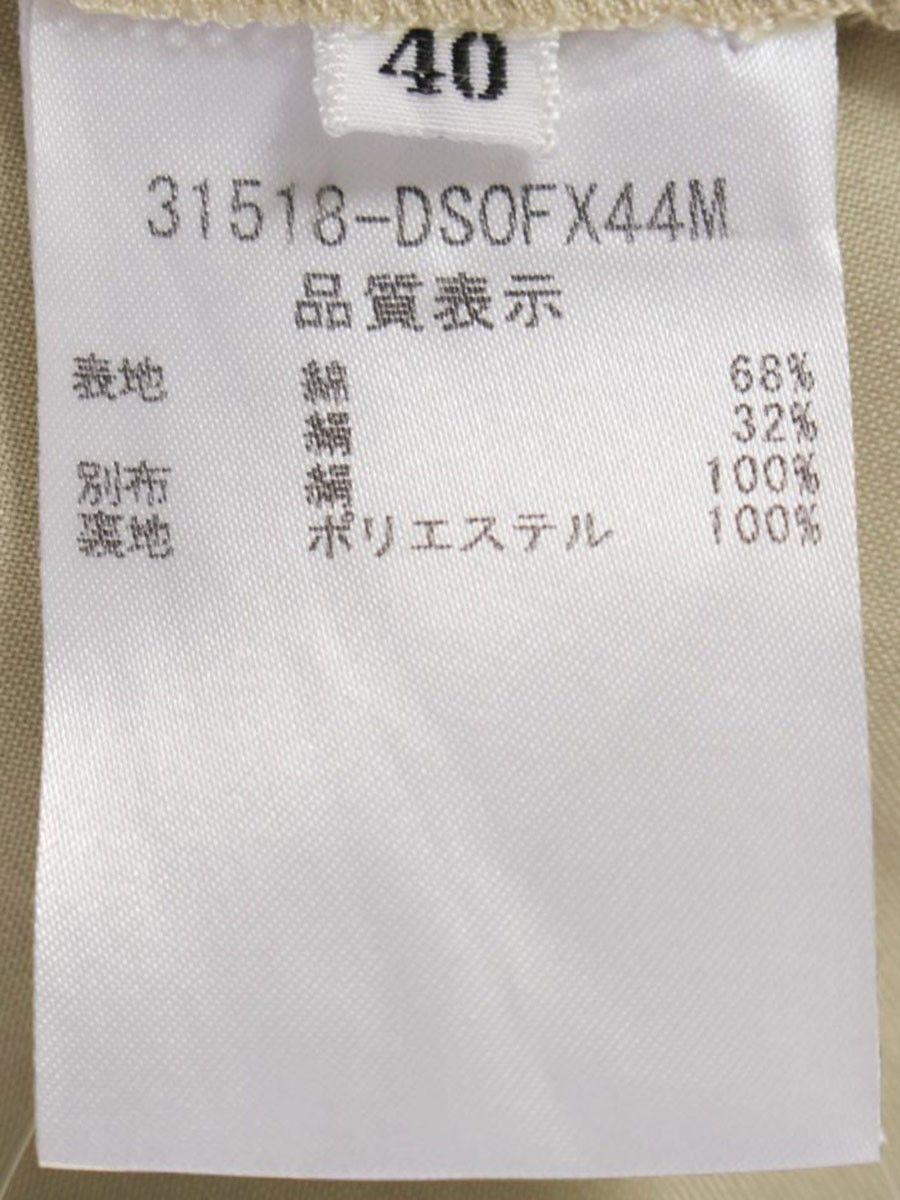 40
31518-DS0FX44M
品質表示
表地 綿 68%
絹 32%
別布 絹 100%
裏地 ポリエステル 100%